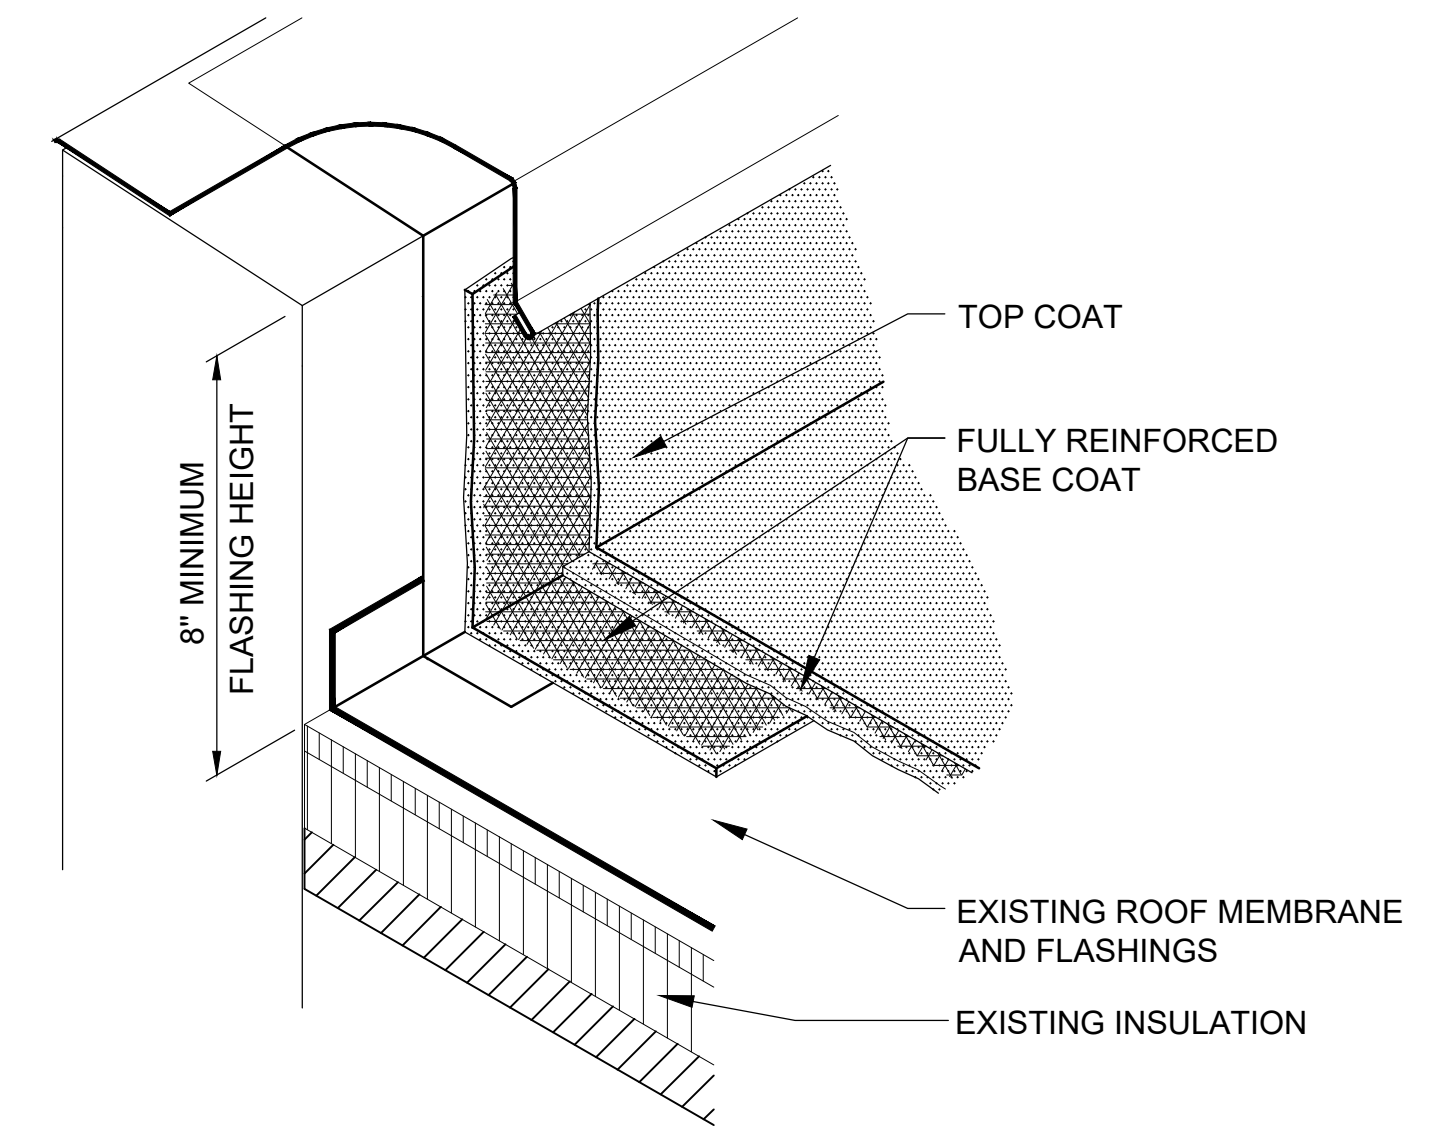 TOP COAT
FULLY REINFORCED
BASE COAT
8" MINIMUM
FLASHING HEIGHT
EXISTING ROOF MEMBRANE
AND FLASHINGS
EXISTING INSULATION